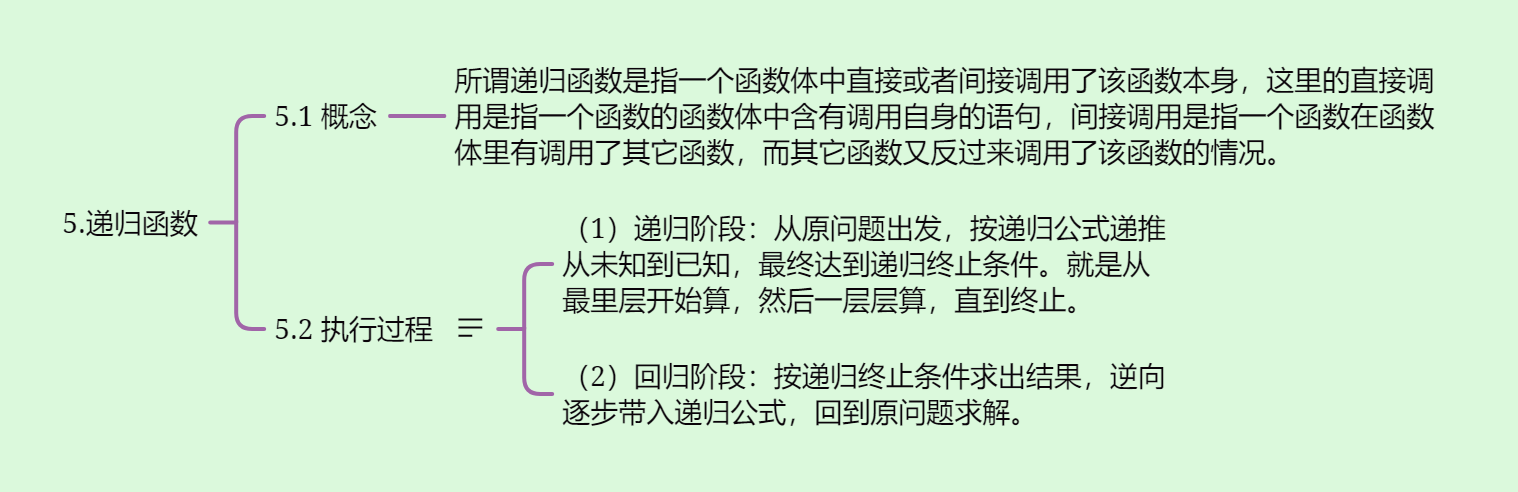 5.递归函数
5.1 概念
所谓递归函数是指一个函数体中直接或者间接调用了该函数本身，这里的直接调
用是指一个函数的函数体中含有调用自身的语句，间接调用是指一个函数在函数
体里有调用了其它函数，而其它函数又反过来调用了该函数的情况。
5.2 执行过程
（1）递归阶段：从原问题出发，按递归公式递推
从未知到已知，最终达到递归终止条件。就是从
最里层开始算，然后一层层算，直到终止。
（2）回归阶段：按递归终止条件求出结果，逆向
逐步带入递归公式，回到原问题求解。